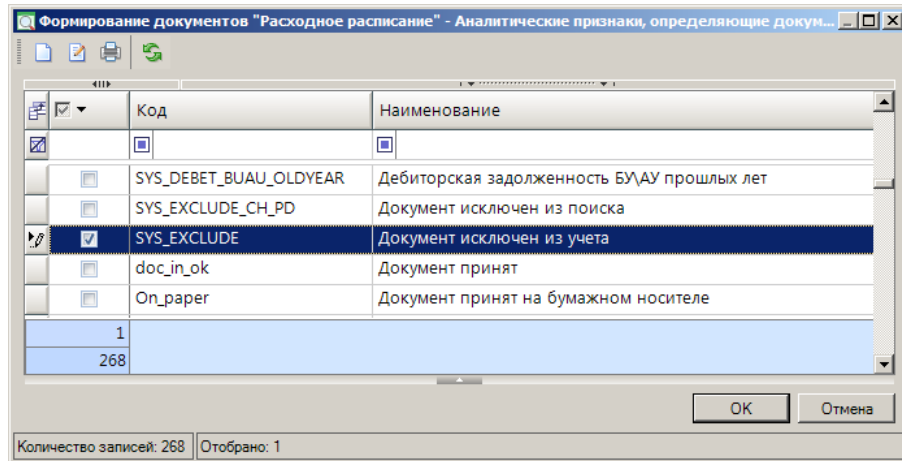 Формирование документов "Расходное расписание" - Аналитические признаки, определяющие докум...
Код Наименование
SYS_DEBET_BUAU_OLDYEAR Дебиторская задолженность БУ\АУ прошлых лет
SYS_EXCLUDE_CH_PD Документ исключен из поиска
SYS_EXCLUDE Документ исключен из учета
doc_in_ok Документ принят
On_paper Документ принят на бумажном носителе
1
268
OK Отмена
Количество записей: 268 Отобрано: 1